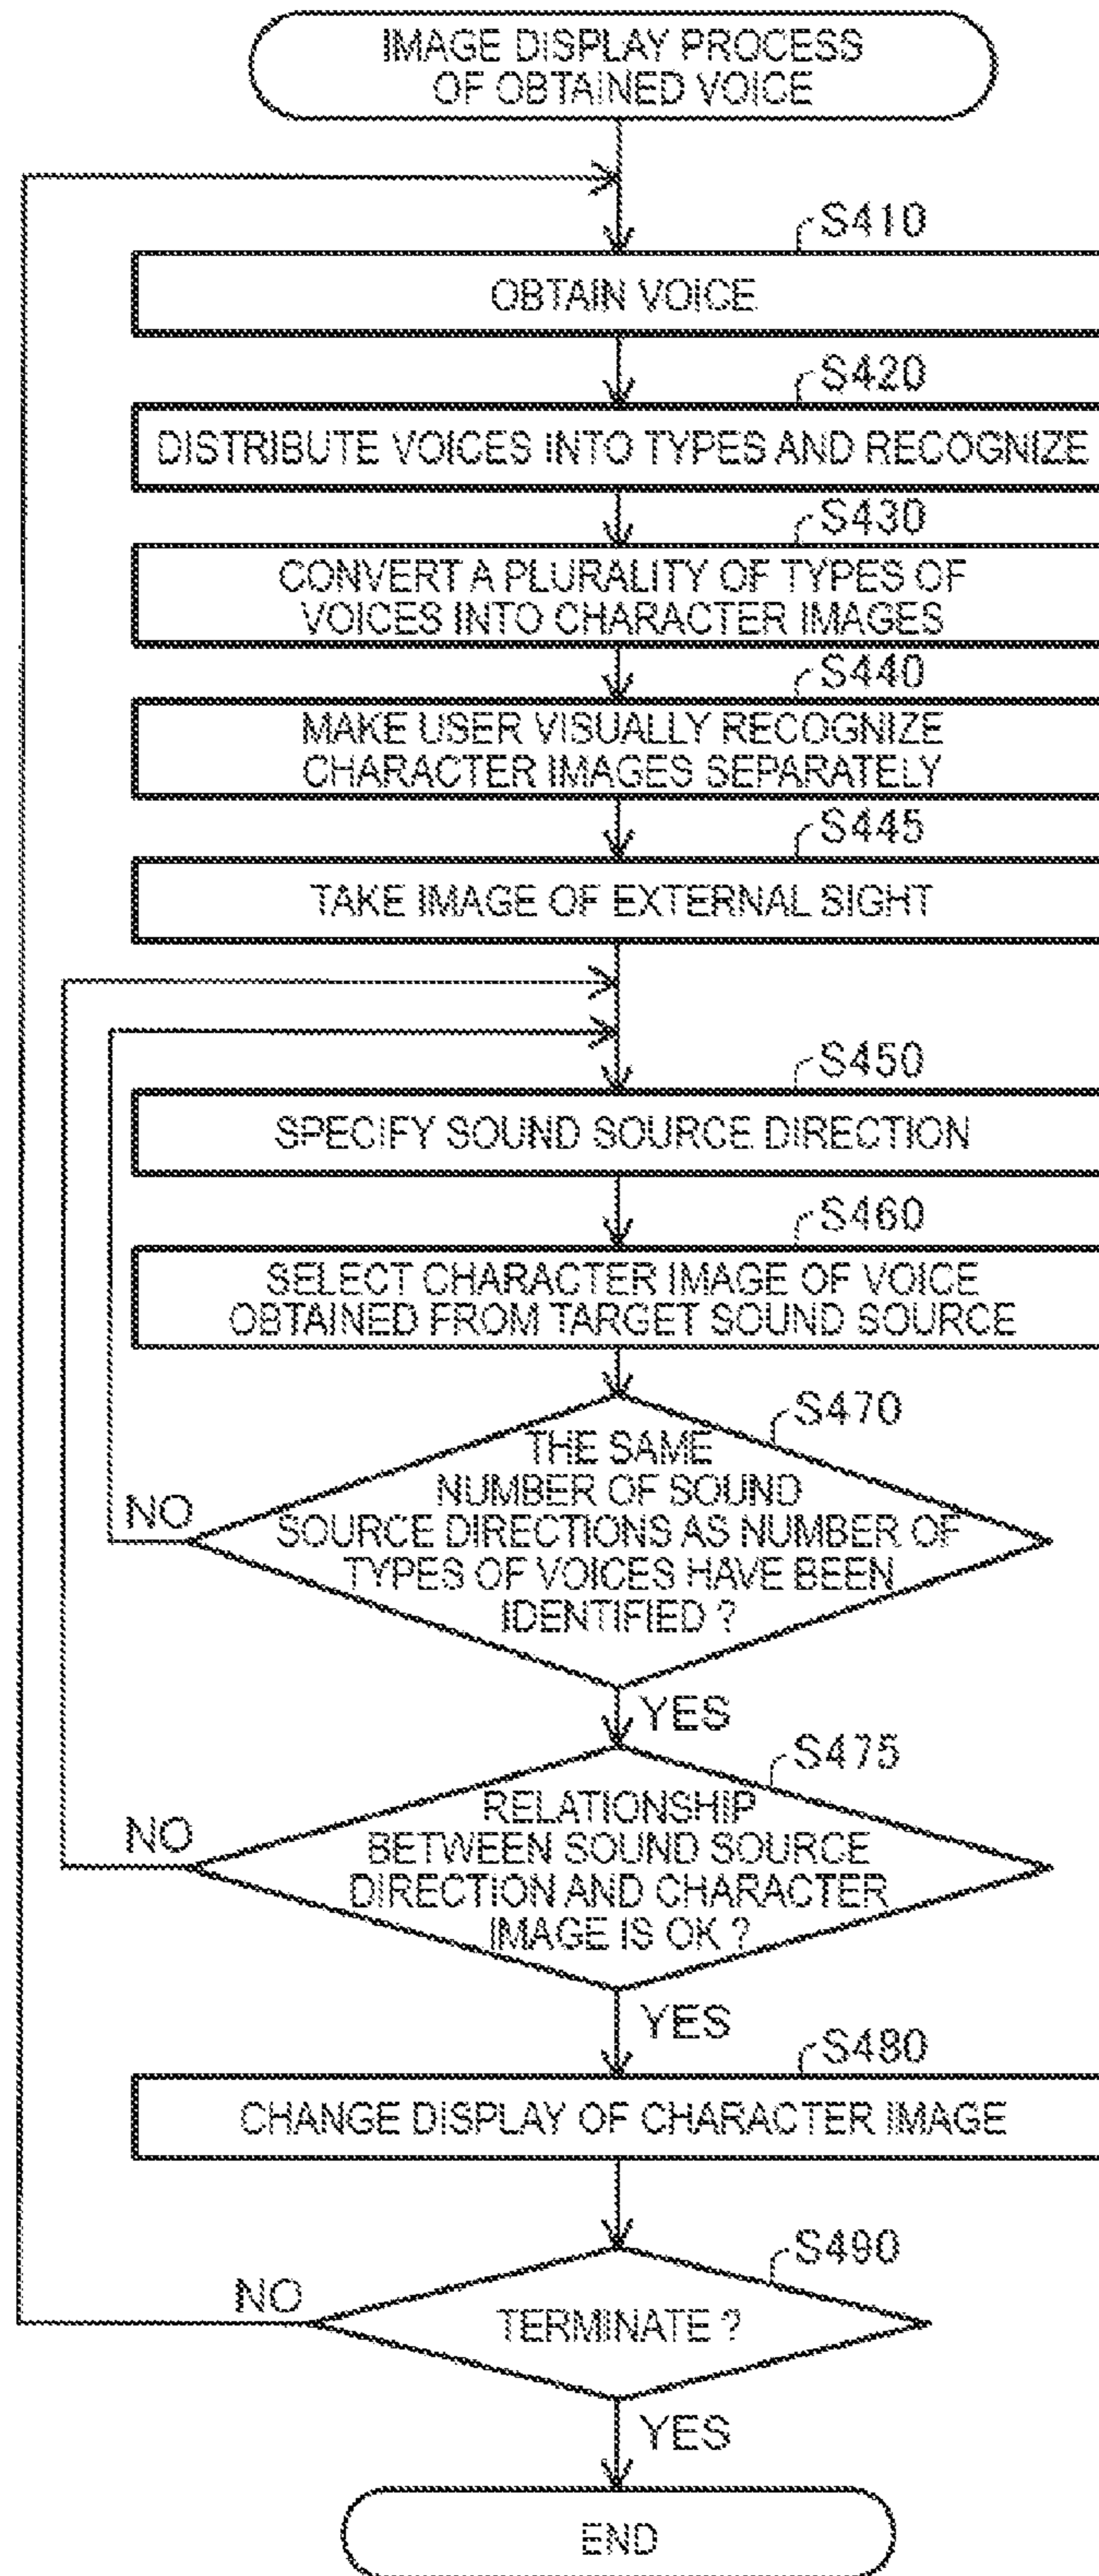 IMAGE DISPLAY PROCESS
OF OBTAINED VOICE
S410
OBTAIN VOICE
S420
DISTRIBUTE VOICES INTO TYPES AND RECOGNIZE
S430
CONVERT A PLURALITY OF TYPES OF
VOICES INTO CHARACTER IMAGES
S440
MAKE USER VISUALLY RECOGNIZE
CHARACTER IMAGES SEPARATELY
S445
TAKE IMAGE OF EXTERNAL SIGHT
S450
SPECIFY SOUND SOURCE DIRECTION
S460
SELECT CHARACTER IMAGE OF VOICE
OBTAINED FROM TARGET SOUND SOURCE
S470
THE SAME
NUMBER OF SOUND
SOURCE DIRECTIONS AS NUMBER OF
TYPES OF VOICES HAVE BEEN
IDENTIFIED ?
NO
YES
S475
RELATIONSHIP
BETWEEN SOUND SOURCE
DIRECTION AND CHARACTER
IMAGE IS OK ?
NO
YES
S480
CHANGE DISPLAY OF CHARACTER IMAGE
S490
TERMINATE ?
NO
YES
END